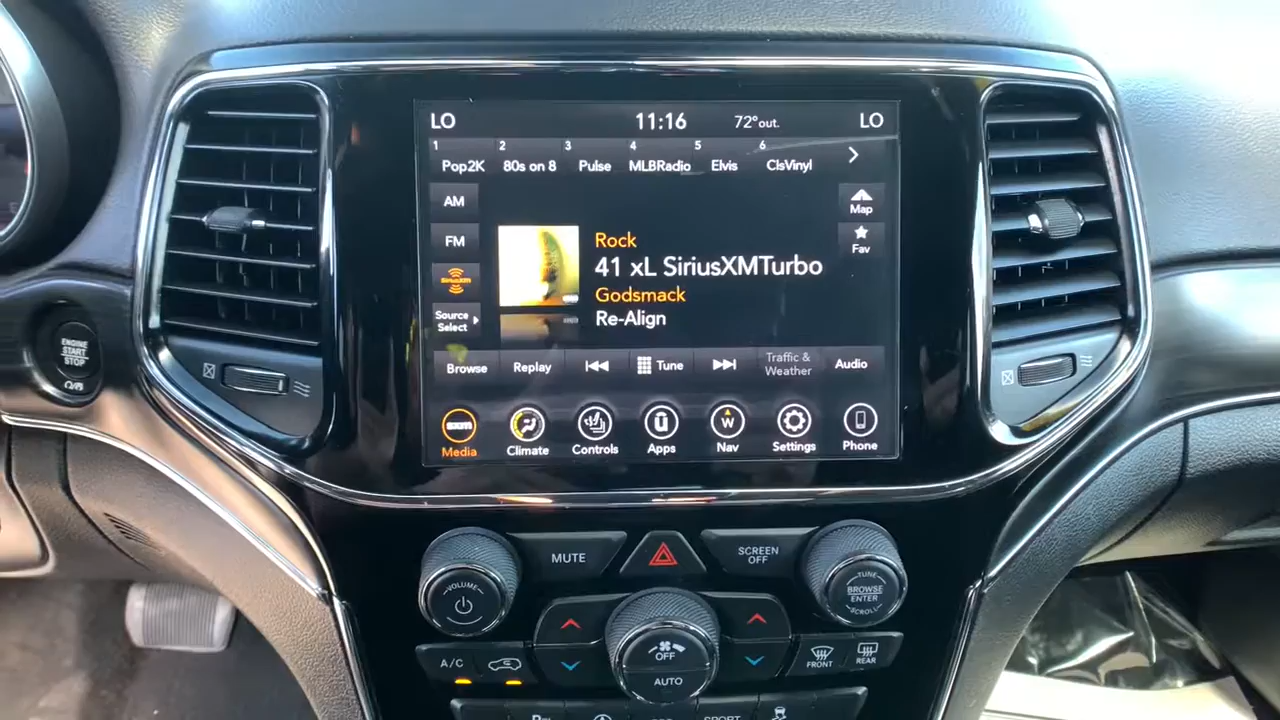 LO
11:16
72° out.
LO
1 Pop2K
2 80s on 8
3 Pulse
4 MLBRadio
5 Elvis
6 ClsVinyl
AM
Map
FM
Fav
Rock
41 xL SiriusXMTurbo
Godsmack
Re-Align
SiriusXM
Source
Select
Browse
Replay
Tune
Traffic &
Weather
Audio
sxm
Media
Climate
Controls
Apps
W
Nav
Settings
Phone
ENGINE
START
STOP
MUTE
SCREEN
OFF
VOLUME
TUNE
BROWSE
ENTER
SCROLL
OFF
AUTO
A/C
FRONT
REAR
SPORT